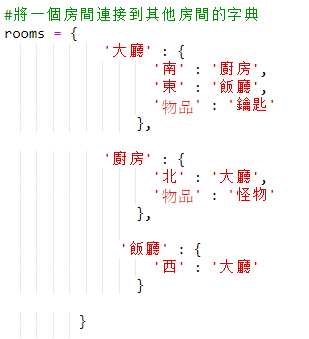 #將一個房間連接到其他房間的字典
rooms = {
'大廳' : {
'南' : '廚房',
'東' : '飯廳',
'物品' : '鑰匙'
},
'廚房' : {
'北' : '大廳',
'物品' : '怪物'
},
'飯廳' : {
'西' : '大廳'
}
}